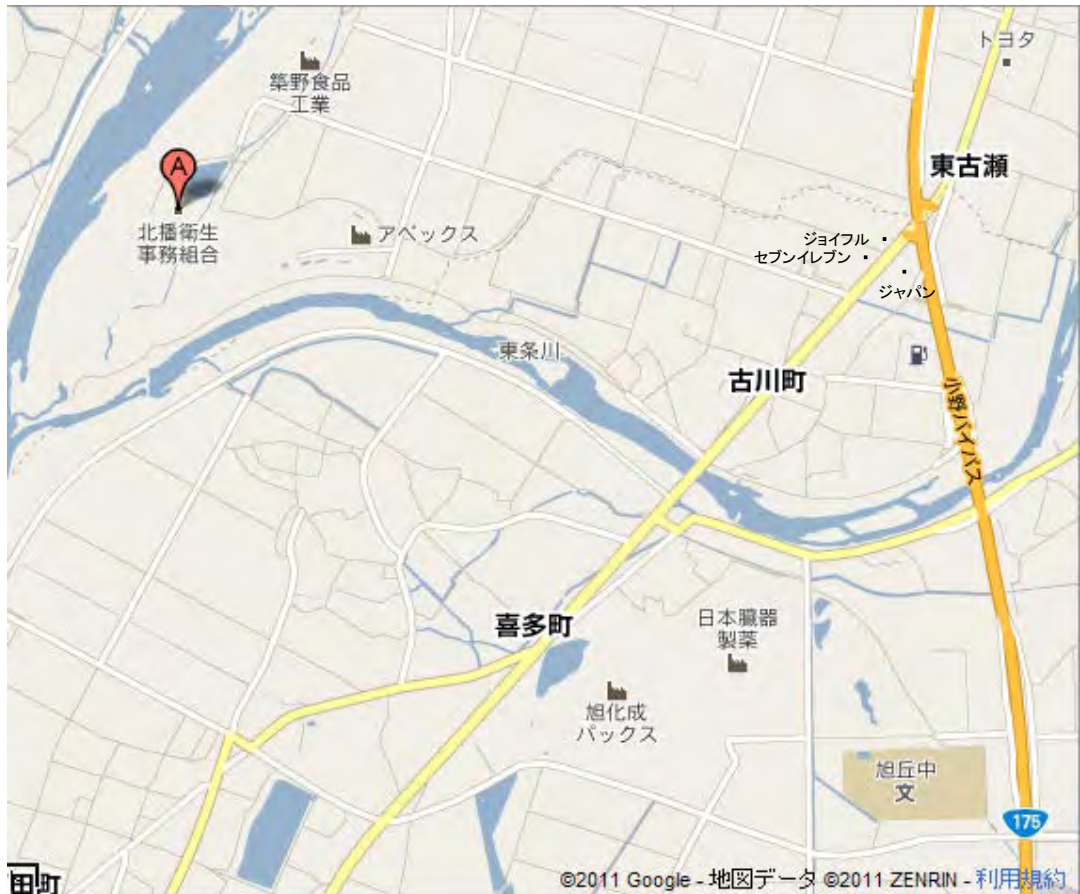 トヨタ
築野食品
工業
A
東古瀬
北播衛生
事務組合
アペックス
ジョイフル
セブンイレブン
ジャパン
東条川
古川町
小野バイパス
喜多町
日本臓器
製薬
旭化成
パックス
旭丘中
文
175
田町
©2011 Google - 地図データ ©2011 ZENRIN - 利用規約